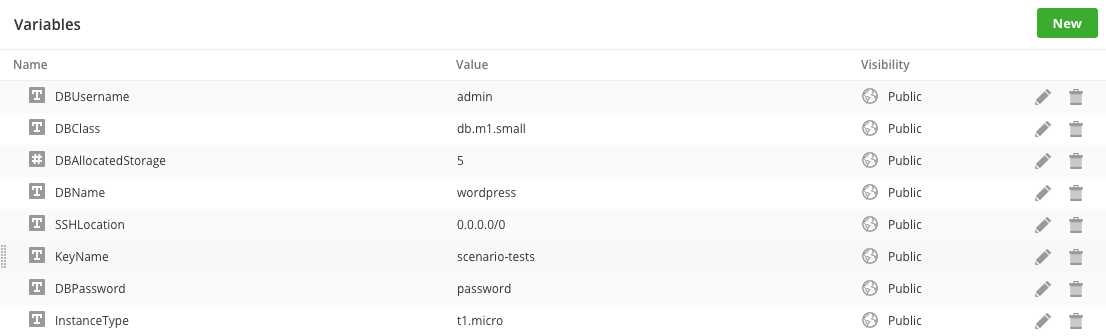 Variables
New
Name Value Visibility
T DBUsername admin Public
T DBClass db.m1.small Public
# DBAllocatedStorage 5 Public
T DBName wordpress Public
T SSHLocation 0.0.0.0/0 Public
T KeyName scenario-tests Public
T DBPassword password Public
T InstanceType t1.micro Public